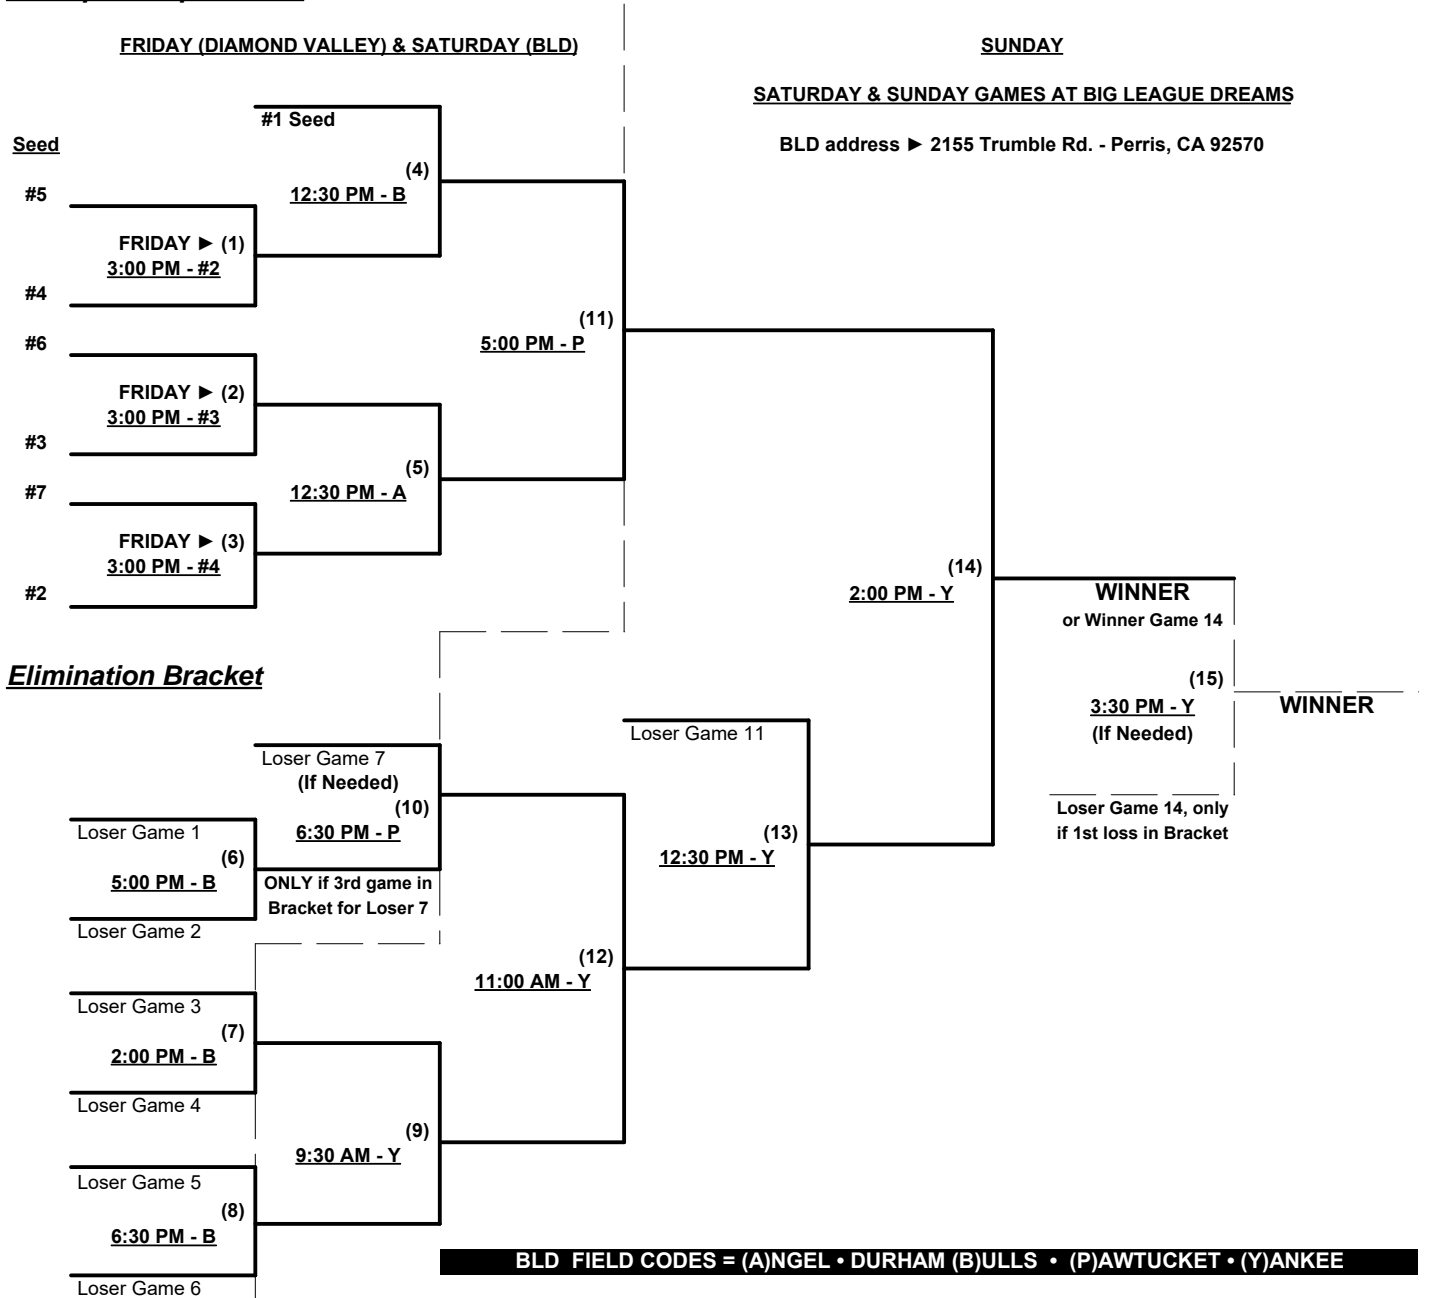 FRIDAY (DIAMOND VALLEY) & SATURDAY (BLD)
SUNDAY
SATURDAY & SUNDAY GAMES AT BIG LEAGUE DREAMS
BLD address ► 2155 Trumble Rd. - Perris, CA 92570
#1 Seed
Seed
(4)
12:30 PM - B
#5
FRIDAY ► (1)
3:00 PM - #2
#4
(11)
5:00 PM - P
#6
FRIDAY ► (2)
3:00 PM - #3
#3
(5)
12:30 PM - A
#7
FRIDAY ► (3)
3:00 PM - #4
#2
(14)
2:00 PM - Y
WINNER
or Winner Game 14
(15)
3:30 PM - Y
(If Needed)
WINNER
Loser Game 14, only
if 1st loss in Bracket
Elimination Bracket
Loser Game 11
Loser Game 7
(If Needed)
(10)
6:30 PM - P
ONLY if 3rd game in
Bracket for Loser 7
Loser Game 1
(6)
5:00 PM - B
Loser Game 2
(13)
12:30 PM - Y
(12)
11:00 AM - Y
Loser Game 3
(7)
2:00 PM - B
Loser Game 4
(9)
9:30 AM - Y
Loser Game 5
(8)
6:30 PM - B
Loser Game 6
BLD FIELD CODES = (A)NGEL • DURHAM (B)ULLS • (P)AWTUCKET • (Y)ANKEE